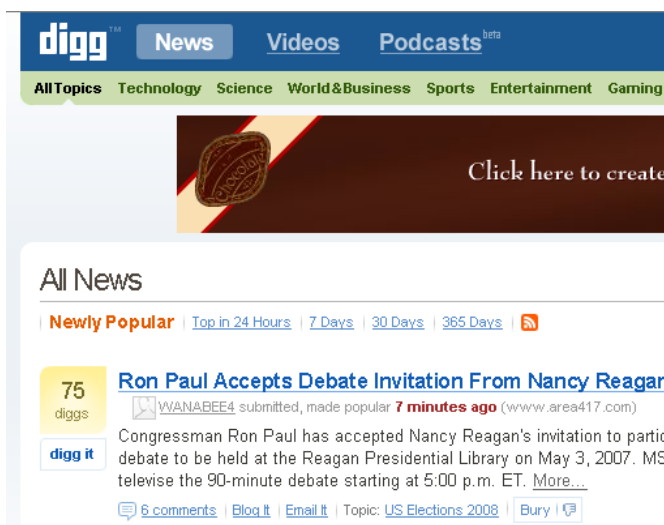 digg™ News Videos Podcasts beta
All Topics Technology Science World & Business Sports Entertainment Gaming
Chocolate
Click here to create
All News
Newly Popular Top in 24 Hours 7 Days 30 Days 365 Days
75
diggs
digg it
Ron Paul Accepts Debate Invitation From Nancy Reagan
WANABEE4 submitted, made popular 7 minutes ago (www.area417.com)
Congressman Ron Paul has accepted Nancy Reagan's invitation to partic
debate to be held at the Reagan Presidential Library on May 3, 2007. MS
televise the 90-minute debate starting at 5:00 p.m. ET. More...
6 comments Blog It Email It Topic: US Elections 2008 Bury